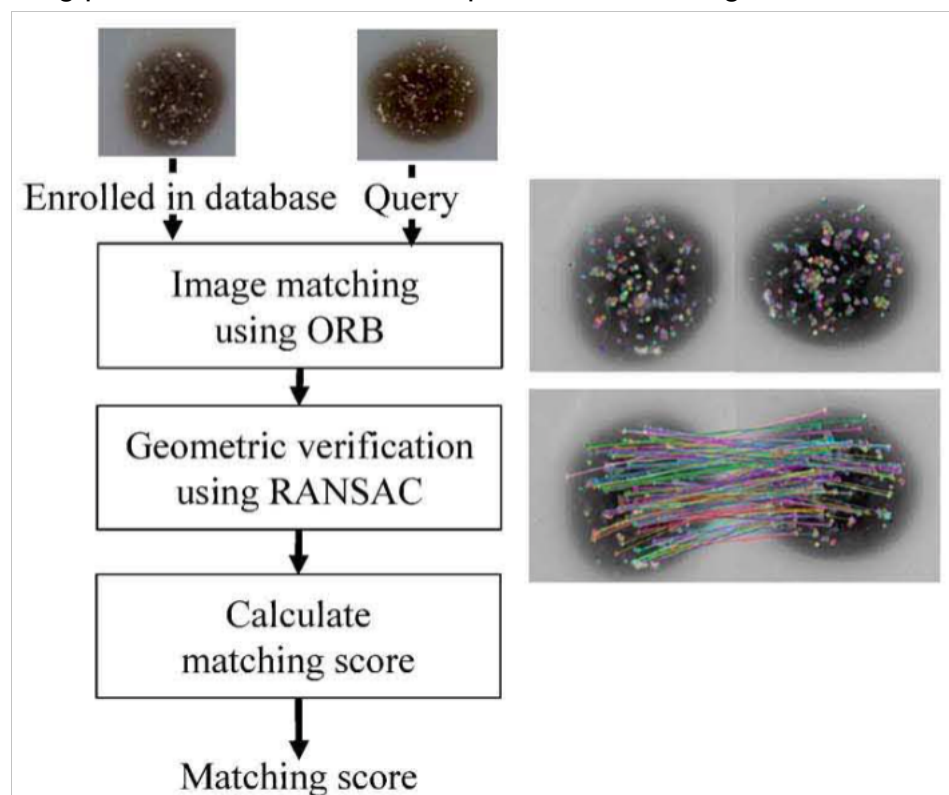 Enrolled in database
Query
Image matching
using ORB
Geometric verification
using RANSAC
Calculate
matching score
Matching score